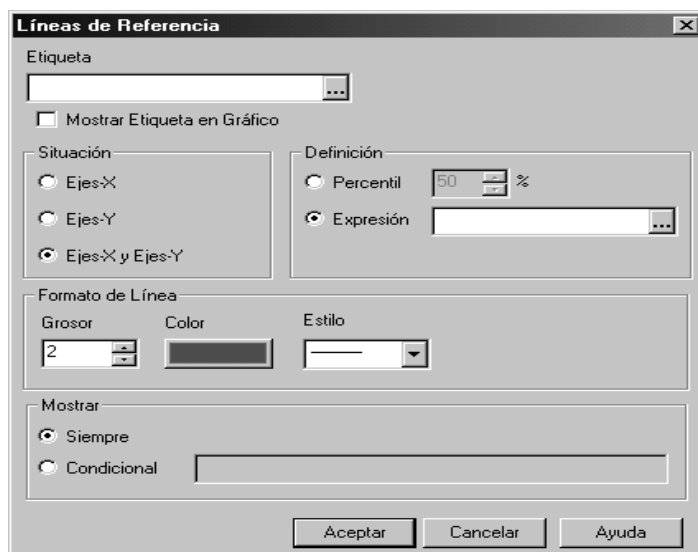 Líneas de Referencia
Etiqueta
...
Mostrar Etiqueta en Gráfico
Situación
Ejes-X
Ejes-Y
Ejes-X y Ejes-Y
Definición
Percentil 50 %
Expresión ...
Formato de Línea
Grosor Color Estilo
2
Mostrar
Siempre
Condicional
Aceptar Cancelar Ayuda